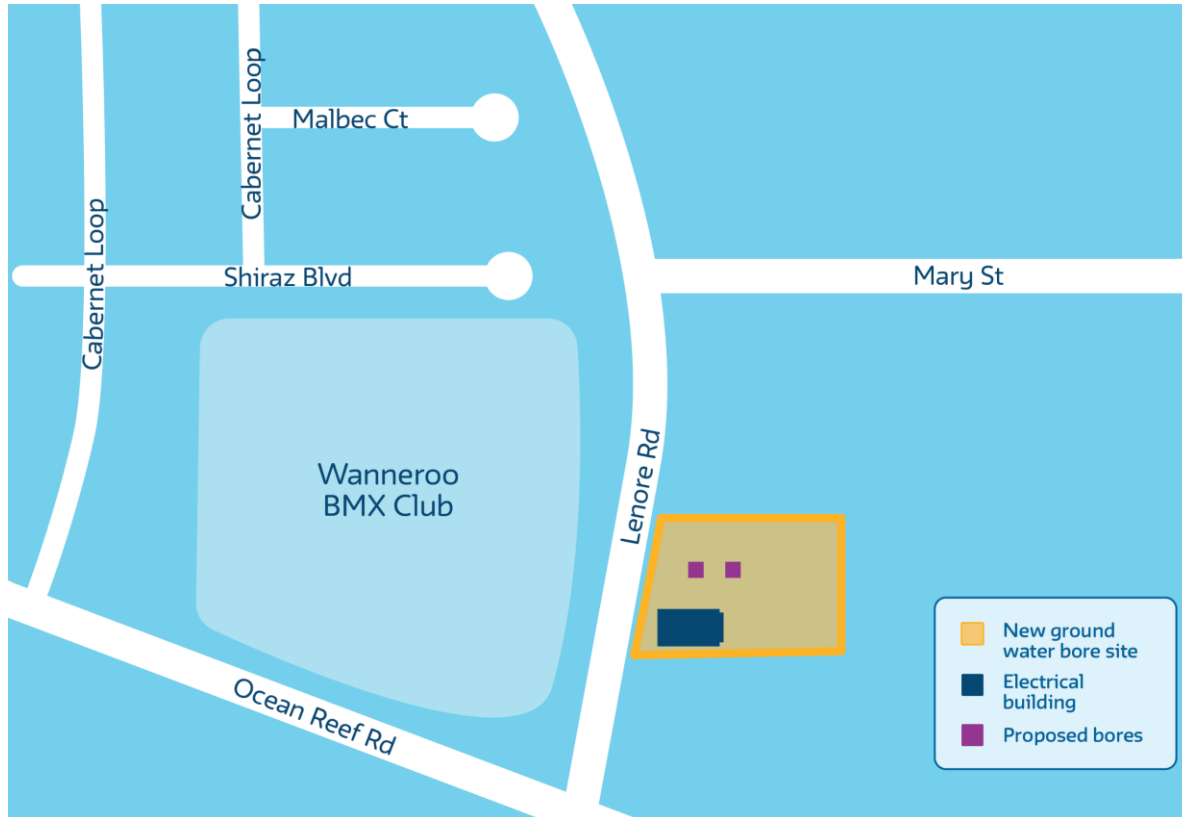 Cabernet Loop
Malbec Ct
Cabernet Loop
Shiraz Blvd
Mary St
Wanneroo
BMX Club
Lenore Rd
Ocean Reef Rd
New ground
water bore site
Electrical
building
Proposed bores